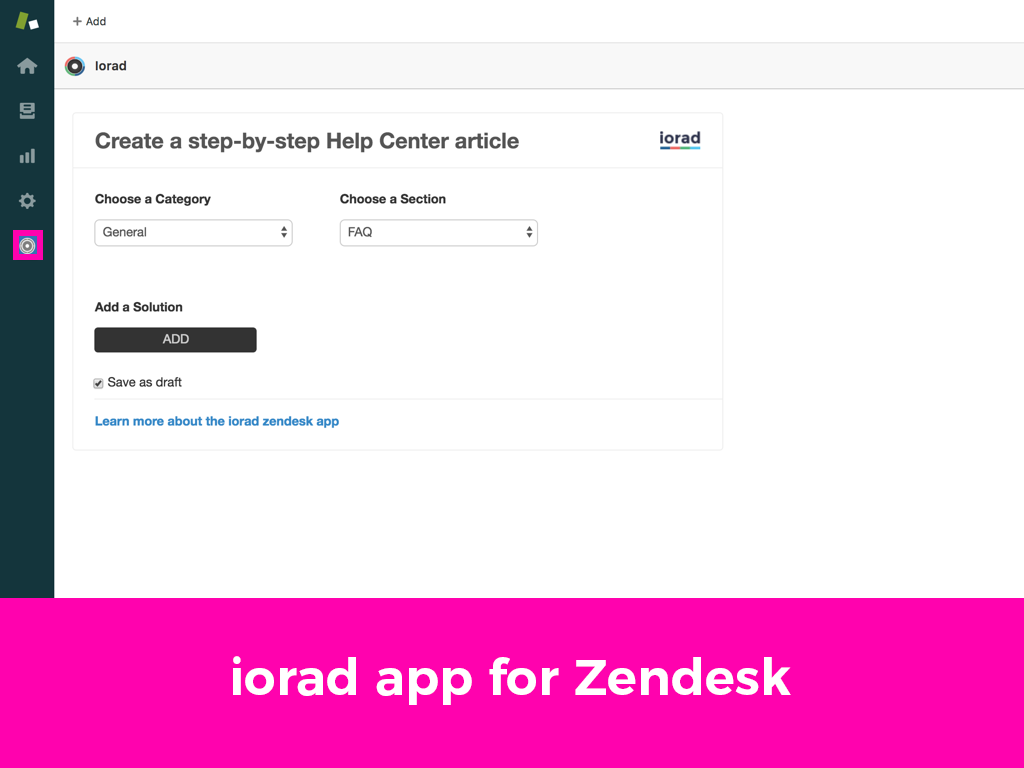 + Add
Iorad
Create a step-by-step Help Center article
iorad
Choose a Category
Choose a Section
General
FAQ
Add a Solution
ADD
Save as draft
Learn more about the iorad zendesk app
iorad app for Zendesk